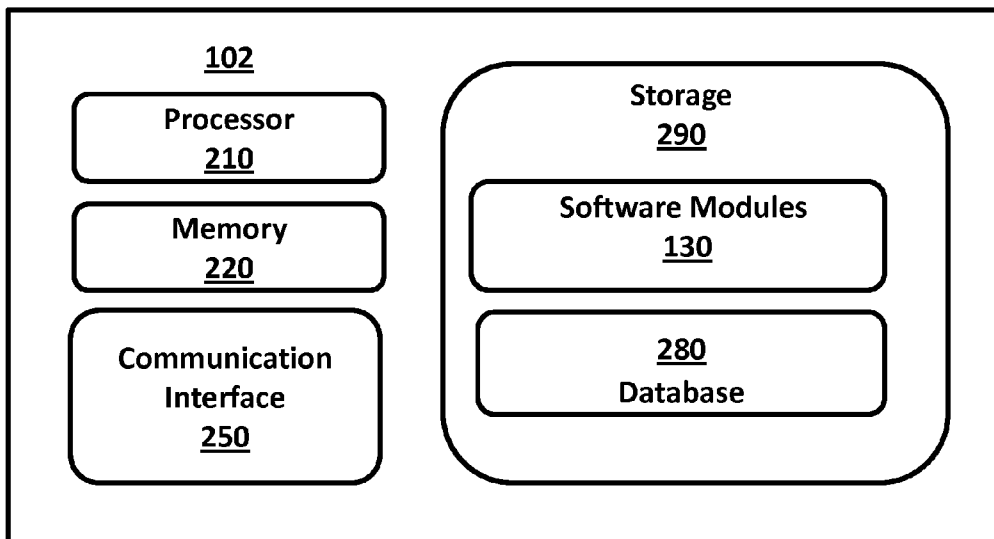 102
Processor
210
Memory
220
Communication
Interface
250
Storage
290
Software Modules
130
280
Database